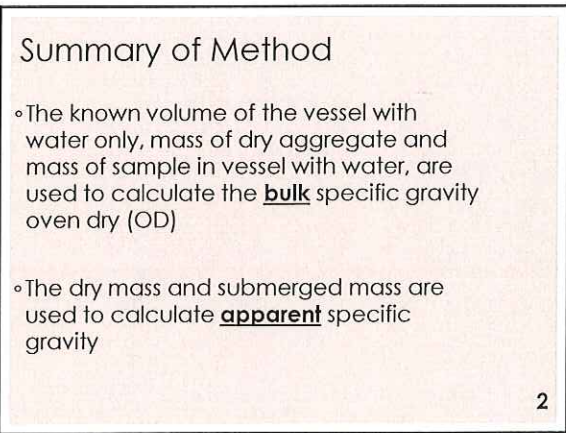 Summary of Method
∘The known volume of the vessel with
water only, mass of dry aggregate and
mass of sample in vessel with water, are
used to calculate the bulk specific gravity
oven dry (OD)
∘The dry mass and submerged mass are
used to calculate apparent specific
gravity
2